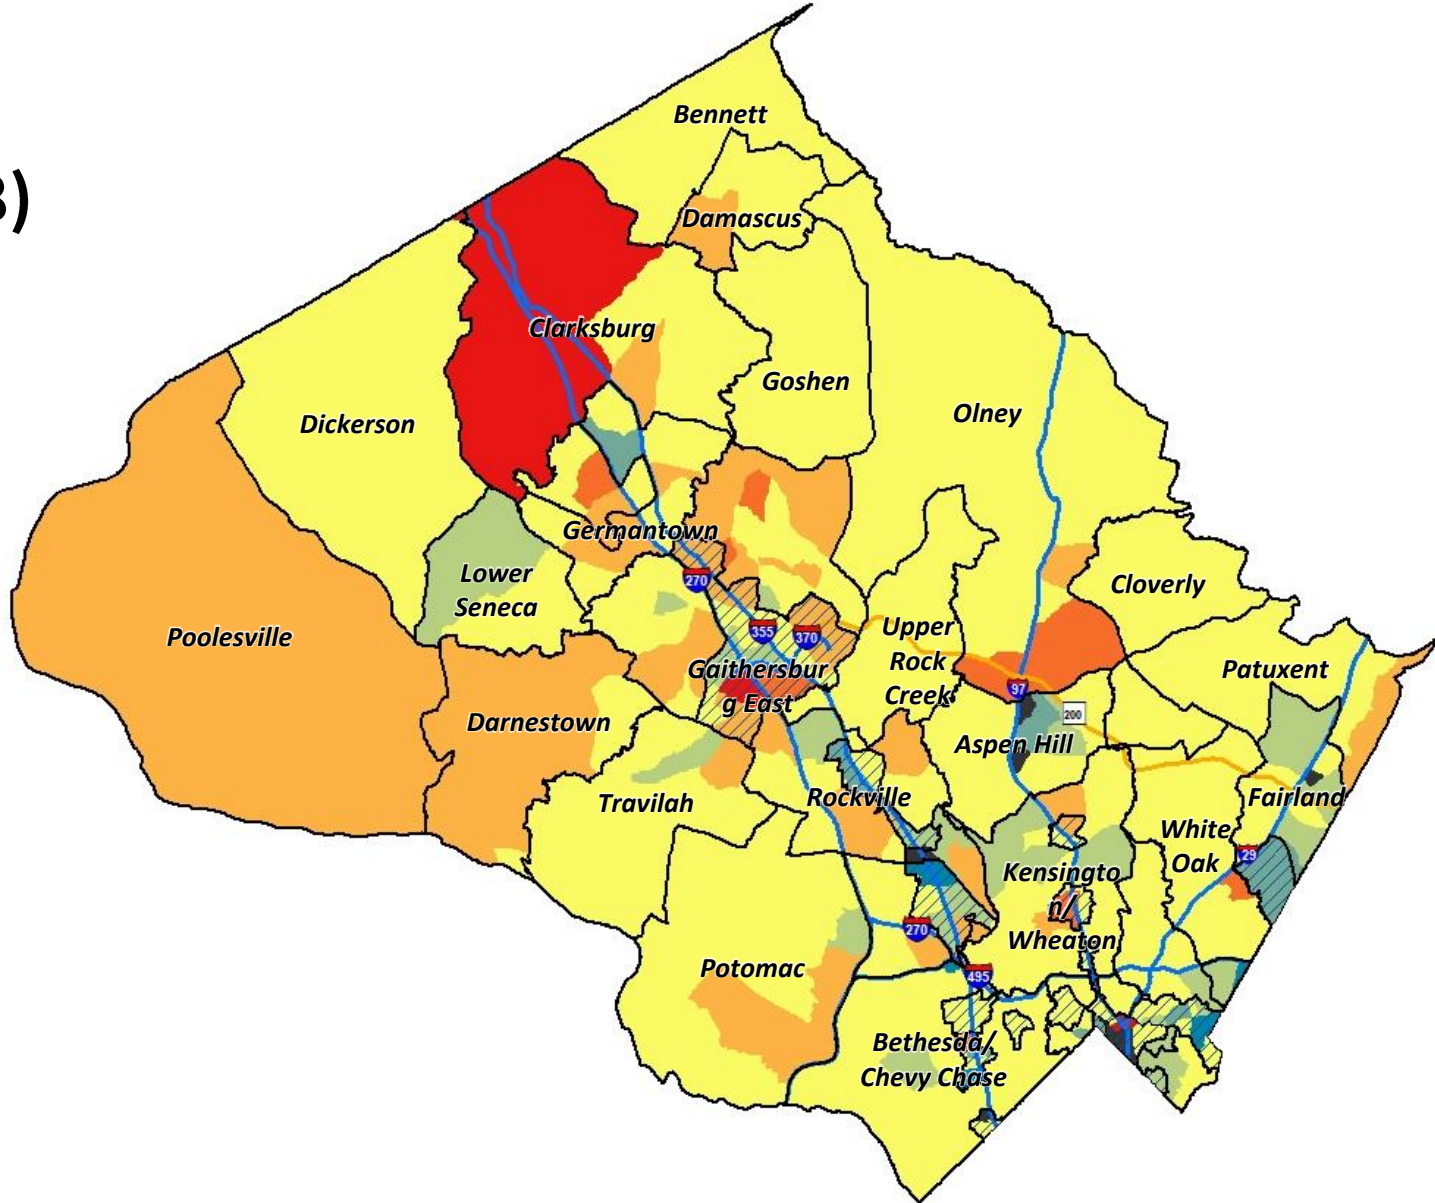 3)
Bennett
Damascus
Clarksburg
Goshen
Dickerson
Olney
Germantown
Lower
Seneca
270
Cloverly
Poolesville
355
370
Upper
Rock
Creek
Gaithersbur
g East
Patuxent
97
200
Darnestown
Aspen Hill
Travilah
Rockville
Fairland
White
Oak
29
Kensingto
n/
Wheaton
270
Potomac
495
Bethesda/
Chevy Chase